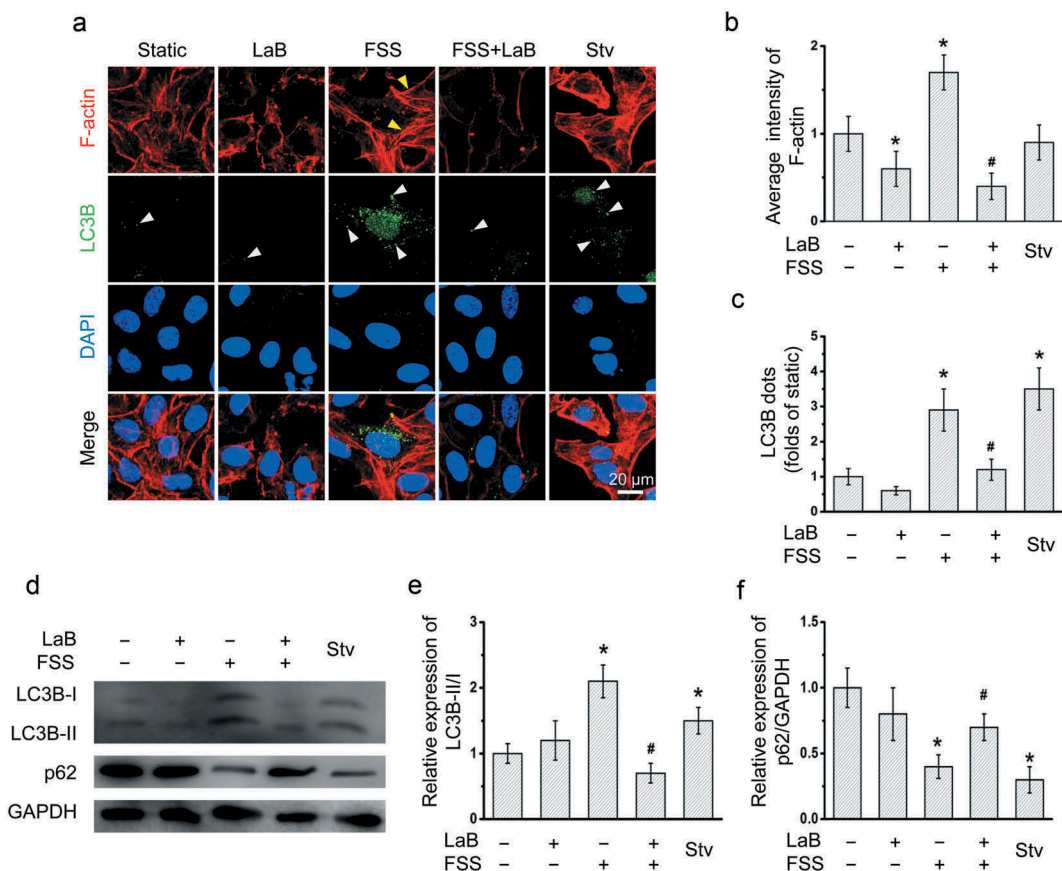 a
Static LaB FSS FSS+LaB Stv
F-actin
LC3B
DAPI
Merge
20 µm
b
Average intensity of
F-actin
2
1
0
* * #
LaB − + − + Stv
FSS − − + +
c
LC3B dots
(folds of static)
5
4
3
2
1
0
* # *
LaB − + − + Stv
FSS − − + +
d
LaB − + − + Stv
FSS − − + +
LC3B-I
LC3B-II
p62
GAPDH
e
Relative expression of
LC3B-II/I
3
2
1
0
* # *
LaB − + − + Stv
FSS − − + +
f
Relative expression of
p62/GAPDH
1.5
1.0
0.5
0.0
* # *
LaB − + − + Stv
FSS − − + +